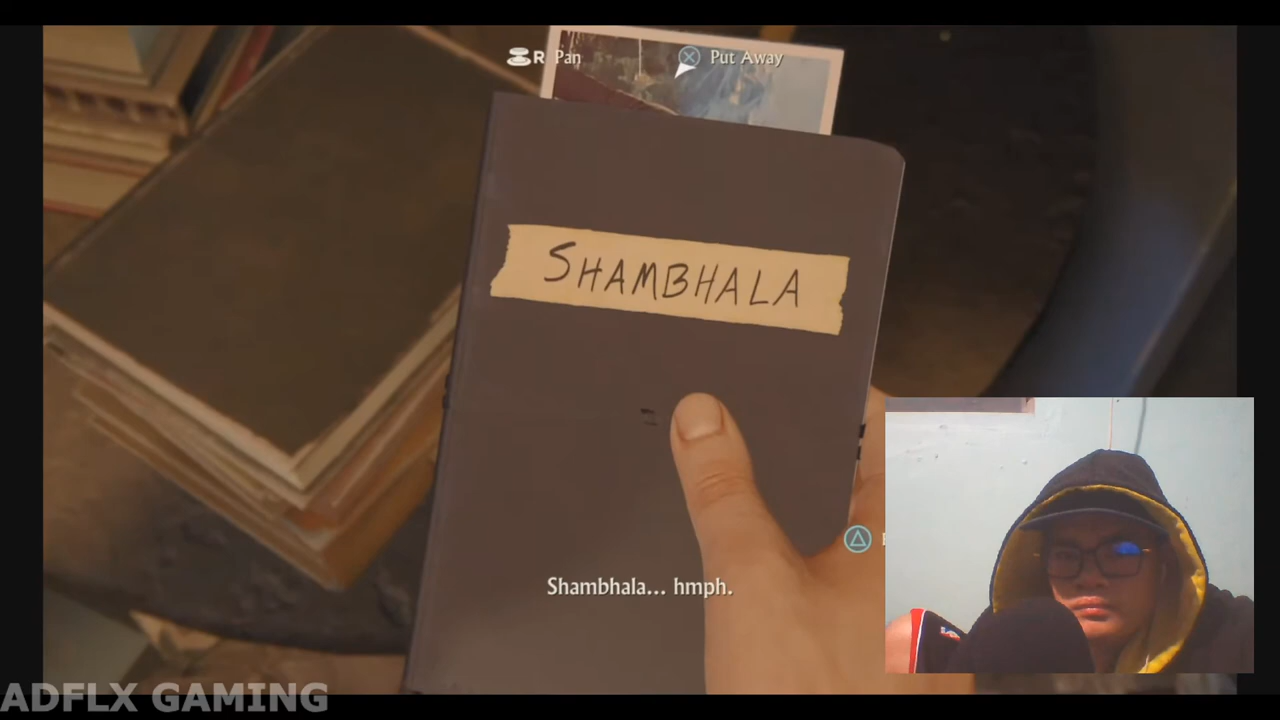 R Pan
Put Away
SHAMBHALA
Shambhala... hmph.
ADFLX GAMING